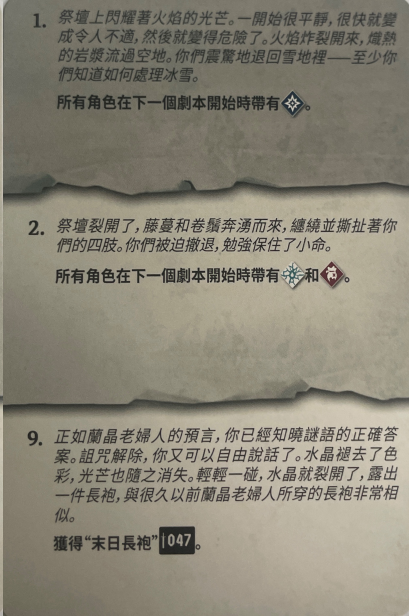 1. 祭壇上閃耀著火焰的光芒。一開始很平靜,很快就變
成令人不適,然後就變得危險了。火焰炸裂開來,熾熱
的岩漿流過空地。你們震驚地退回雪地裡——至少你
們知道如何處理冰雪。
所有角色在下一個劇本開始時帶有。
2. 祭壇裂開了,藤蔓和卷鬚奔湧而來,纏繞並撕扯著你
們的四肢。你們被迫撤退,勉強保住了小命。
所有角色在下一個劇本開始時帶有和。
9. 正如蘭晶老婦人的預言,你已經知曉謎語的正確答
案。詛咒解除,你又可以自由說話了。水晶褪去了色
彩,光芒也隨之消失。輕輕一碰,水晶就裂開了,露出
一件長袍,與很久以前蘭晶老婦人所穿的長袍非常相
似。
獲得“末日長袍”047。